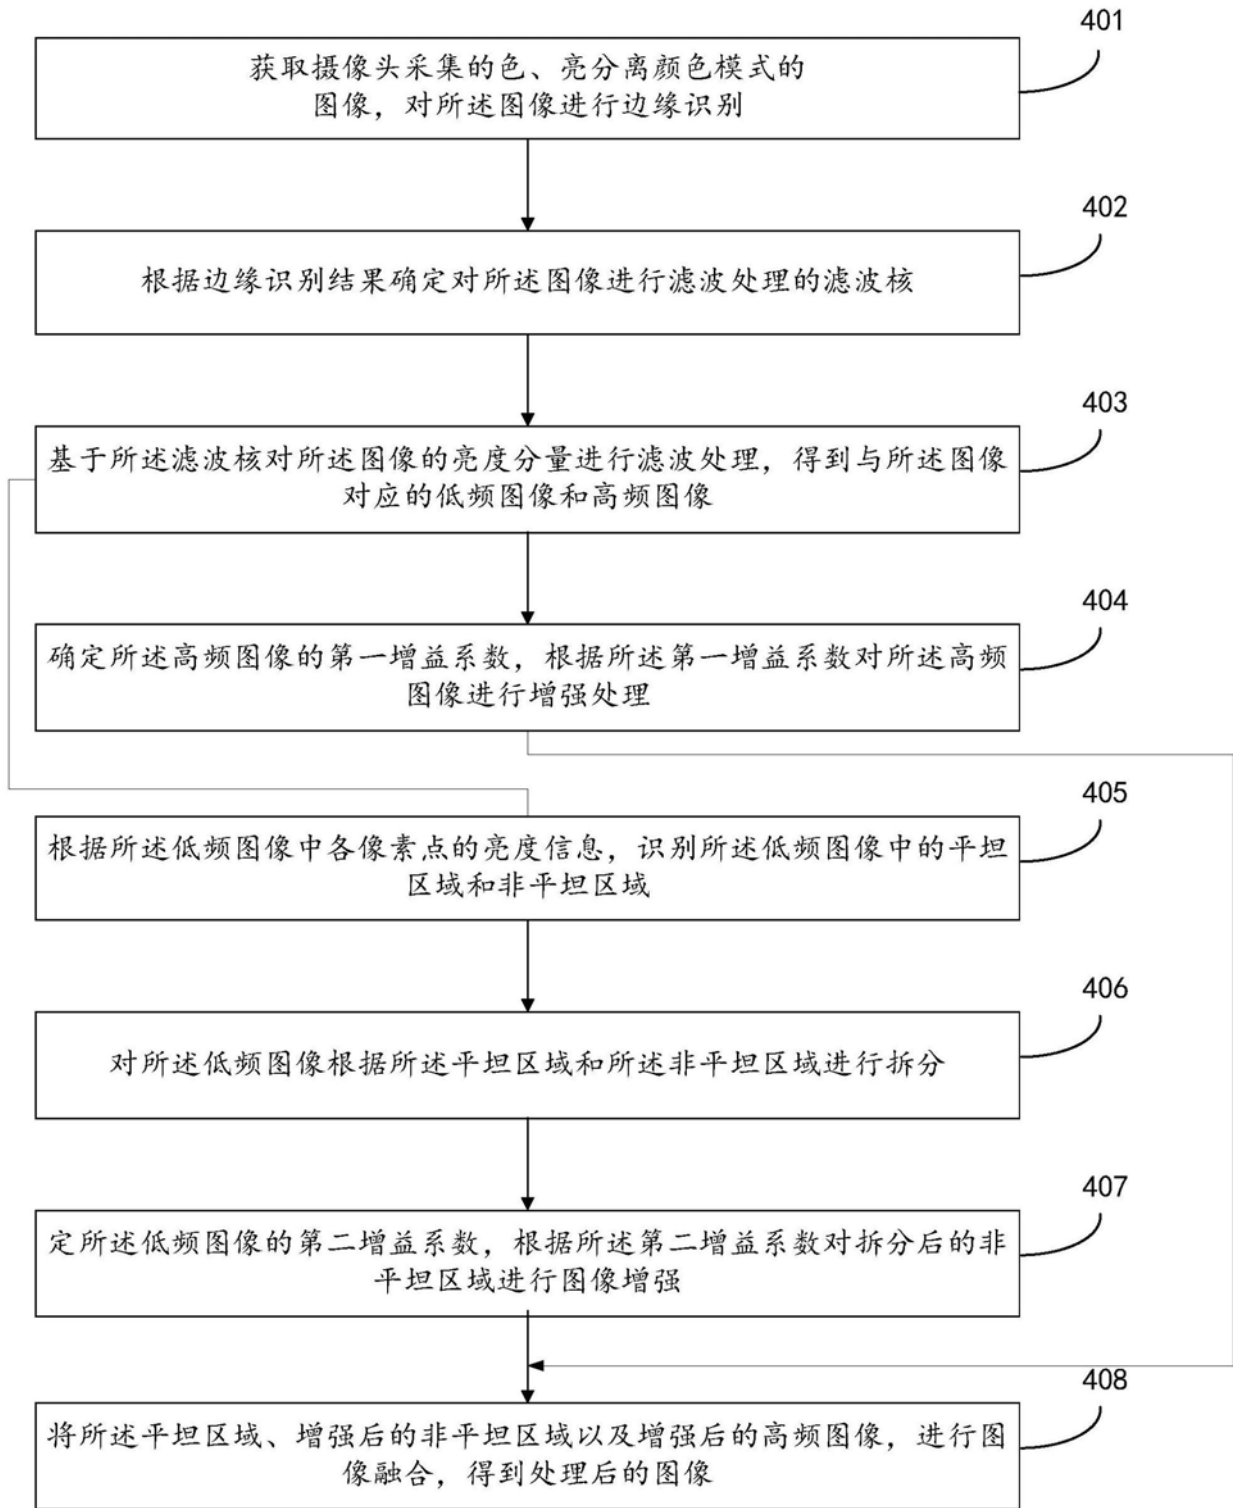 401
获取摄像头采集的色、亮分离颜色模式的
图像，对所述图像进行边缘识别
402
根据边缘识别结果确定对所述图像进行滤波处理的滤波核
403
基于所述滤波核对所述图像的亮度分量进行滤波处理，得到与所述图像
对应的低频图像和高频图像
404
确定所述高频图像的第一增益系数，根据所述第一增益系数对所述高频
图像进行增强处理
405
根据所述低频图像中各像素点的亮度信息，识别所述低频图像中的平坦
区域和非平坦区域
406
对所述低频图像根据所述平坦区域和所述非平坦区域进行拆分
407
定所述低频图像的第二增益系数，根据所述第二增益系数对拆分后的非
平坦区域进行图像增强
408
将所述平坦区域、增强后的非平坦区域以及增强后的高频图像，进行图
像融合，得到处理后的图像